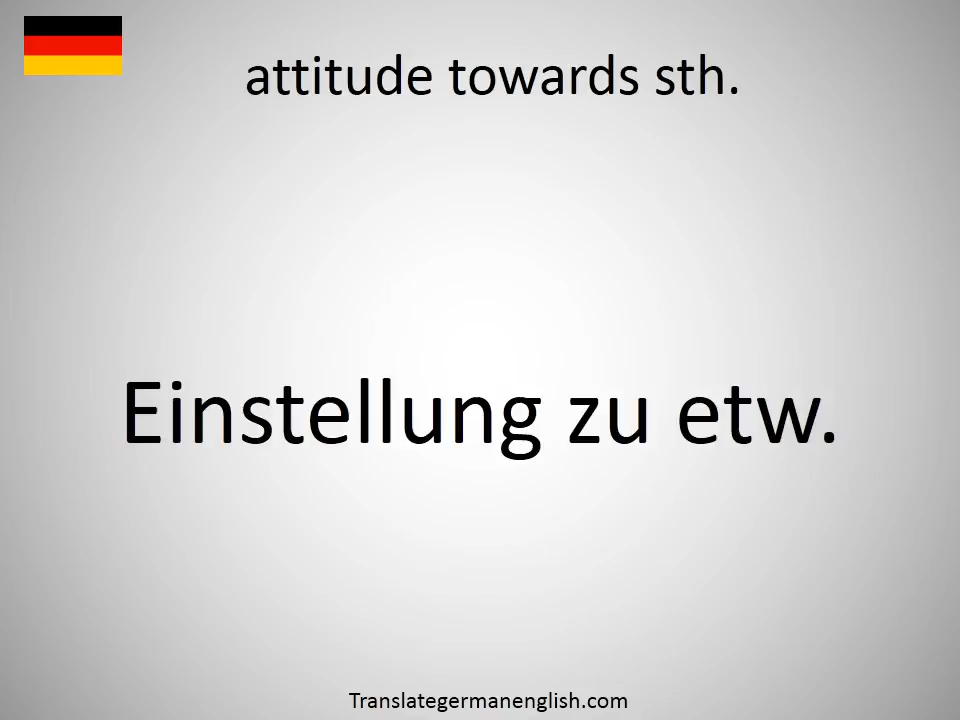 attitude towards sth.
Einstellung zu etw.
Translategermanenglish.com